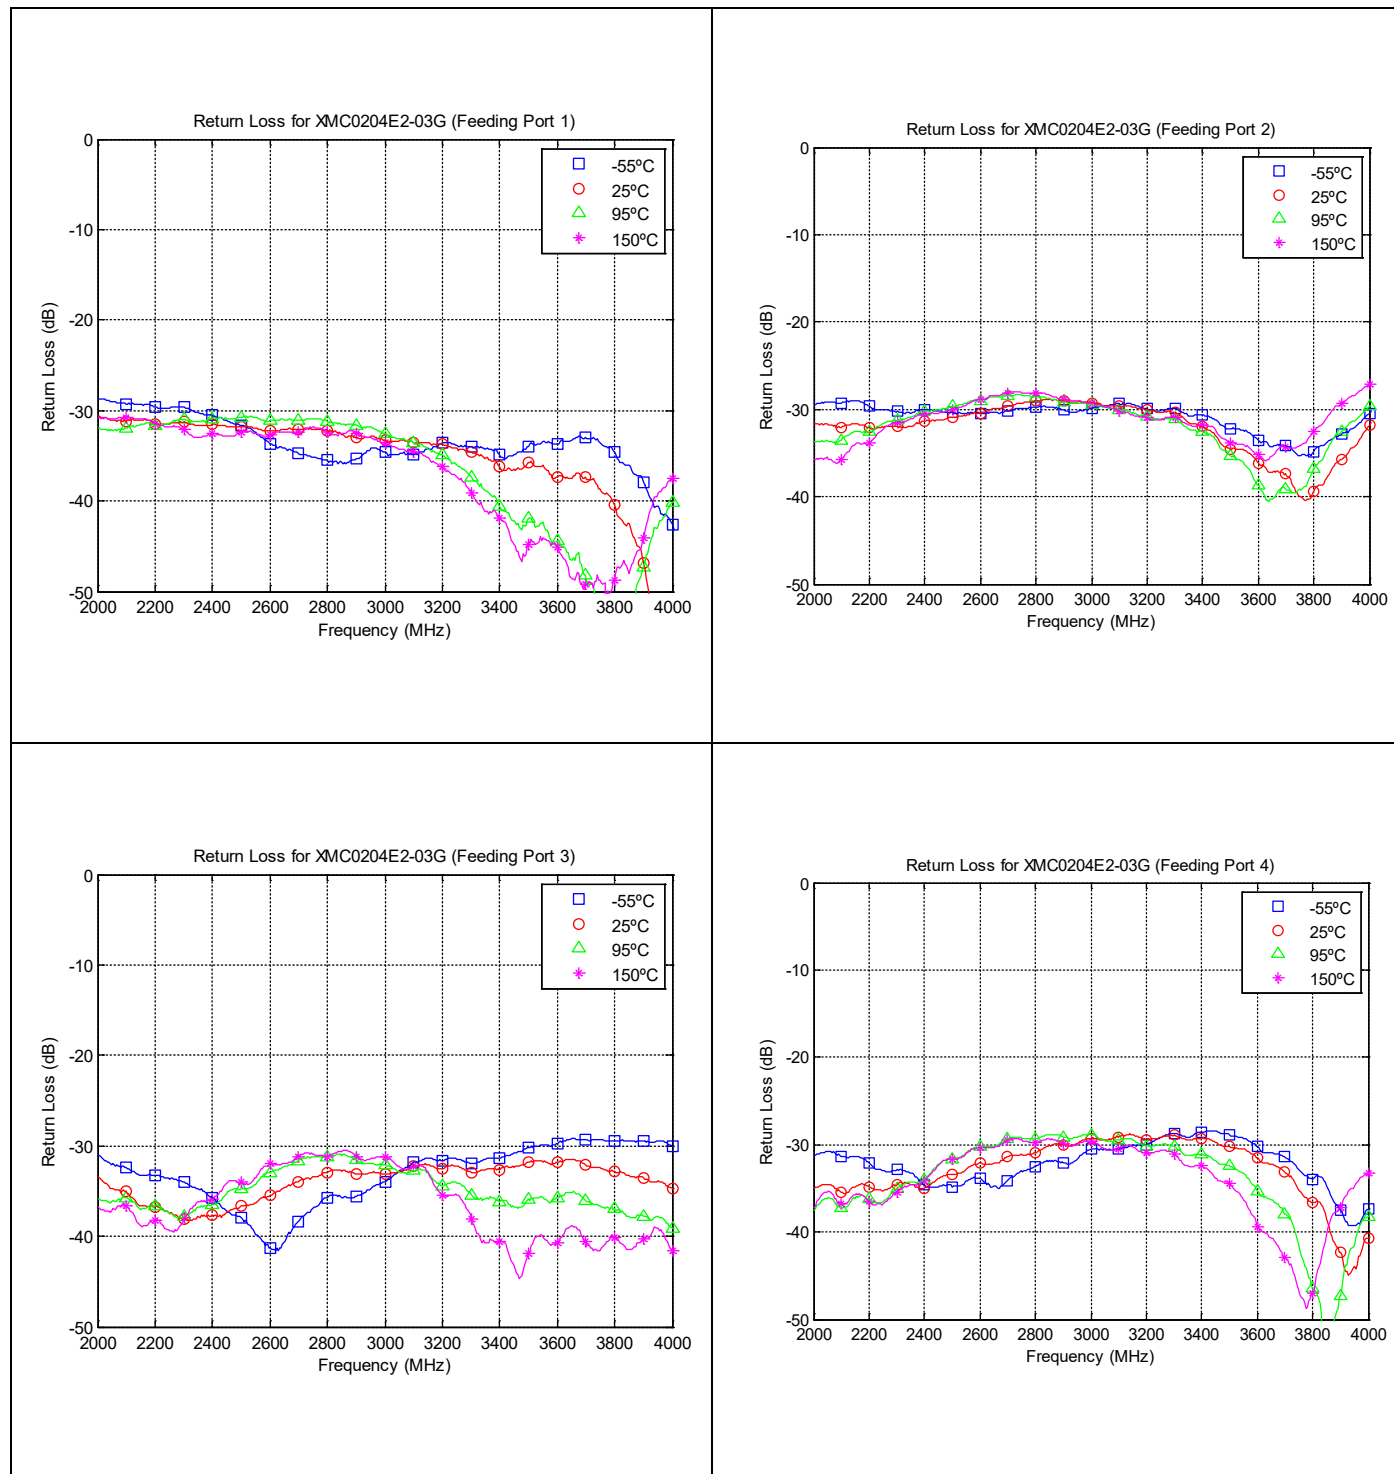 Return Loss for XMC0204E2-03G (Feeding Port 1)
0
-10
-20
-30
-40
-50
Return Loss (dB)
-55ºC
25ºC
95ºC
150ºC
2000 2200 2400 2600 2800 3000 3200 3400 3600 3800 4000
Frequency (MHz)
Return Loss for XMC0204E2-03G (Feeding Port 2)
0
-10
-20
-30
-40
-50
Return Loss (dB)
-55ºC
25ºC
95ºC
150ºC
2000 2200 2400 2600 2800 3000 3200 3400 3600 3800 4000
Frequency (MHz)
Return Loss for XMC0204E2-03G (Feeding Port 3)
0
-10
-20
-30
-40
-50
Return Loss (dB)
-55ºC
25ºC
95ºC
150ºC
2000 2200 2400 2600 2800 3000 3200 3400 3600 3800 4000
Frequency (MHz)
Return Loss for XMC0204E2-03G (Feeding Port 4)
0
-10
-20
-30
-40
-50
Return Loss (dB)
-55ºC
25ºC
95ºC
150ºC
2000 2200 2400 2600 2800 3000 3200 3400 3600 3800 4000
Frequency (MHz)